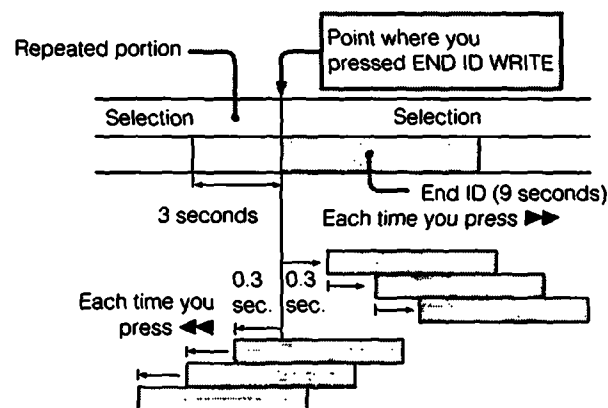 Repeated portion
Point where you
pressed END ID WRITE
Selection
Selection
End ID (9 seconds)
3 seconds
Each time you press ▶▶
0.3
sec.
0.3
sec.
Each time you
press ◀◀